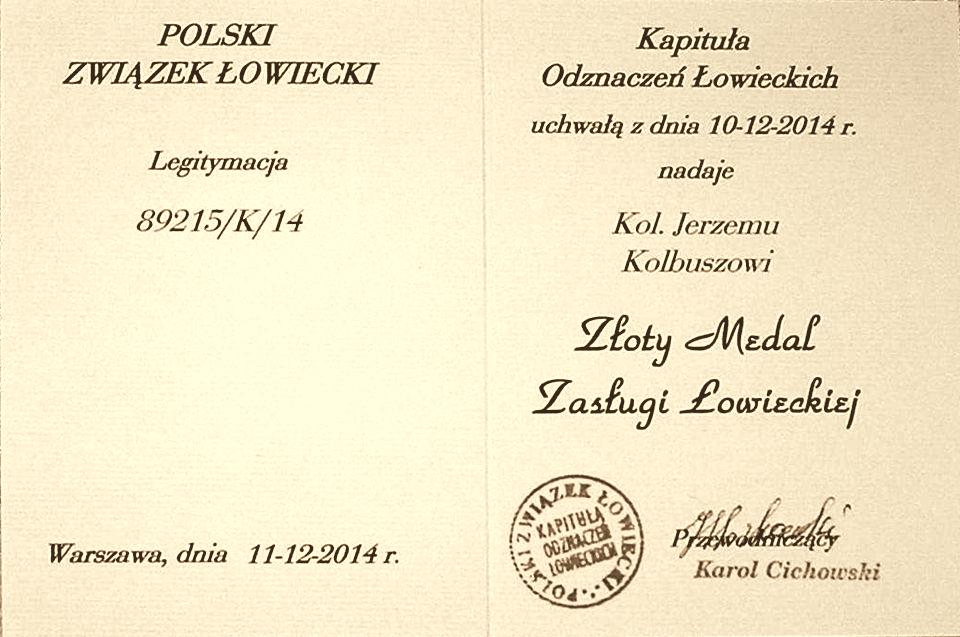 POLSKI
ZWIĄZEK ŁOWIECKI
Legitymacja
89215/K/14
Warszawa, dnia 11-12-2014 r.
Kapituła
Odznaczeń Łowieckich
uchwałą z dnia 10-12-2014 r.
nadaje
Kol. Jerzemu
Kolbuszowi
Złoty Medal
Zasługi Łowieckiej
POLSKI ZWIĄZEK ŁOWIECKI
KAPITUŁA
ODZNACZEŃ
ŁOWIECKICH
Przewodniczący
Karol Cichowski